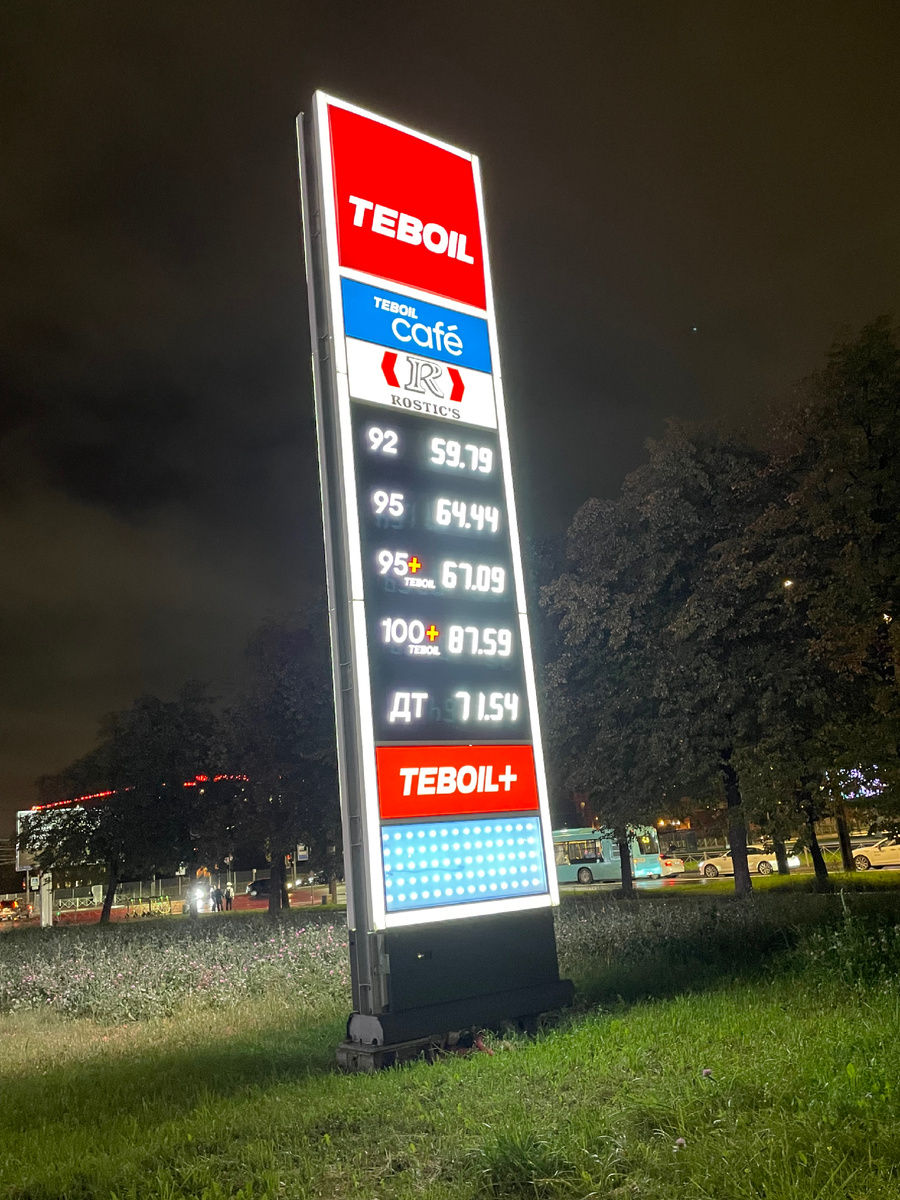 TEBOIL
TEBOIL
café
R
ROSTIC'S
92 59.79
95 64.44
95+ TEBOIL 67.09
100+ TEBOIL 87.59
ДТ 71.54
TEBOIL+